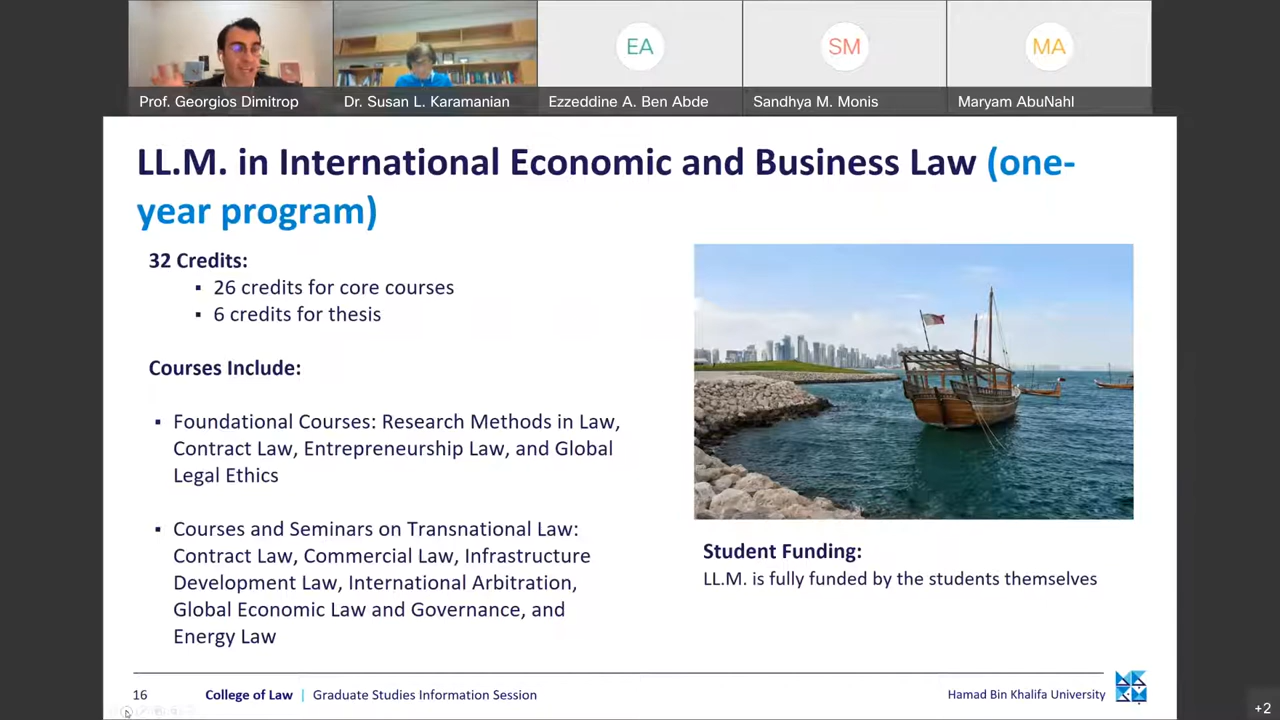 EA
SM
MA
Prof. Georgios Dimitrop
Dr. Susan L. Karamanian
Ezzeddine A. Ben Abde
Sandhya M. Monis
Maryam AbuNahl
LL.M. in International Economic and Business Law (one-
year program)
32 Credits:
▪ 26 credits for core courses
▪ 6 credits for thesis
Courses Include:
▪ Foundational Courses: Research Methods in Law,
Contract Law, Entrepreneurship Law, and Global
Legal Ethics
▪ Courses and Seminars on Transnational Law:
Contract Law, Commercial Law, Infrastructure
Development Law, International Arbitration,
Global Economic Law and Governance, and
Energy Law
Student Funding:
LL.M. is fully funded by the students themselves
16
College of Law | Graduate Studies Information Session
Hamad Bin Khalifa University
+2